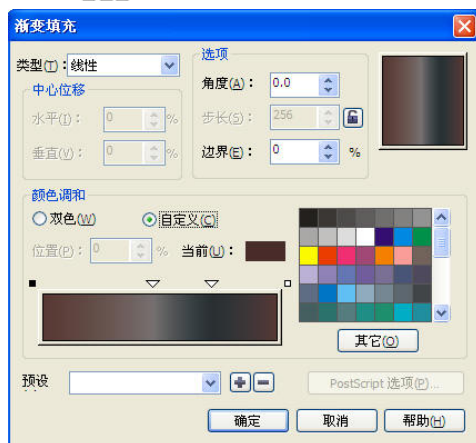 渐变填充
类型(T)：线性
中心位移
水平(I)： 0 %
垂直(V)： 0 %
选项
角度(A)： 0.0
步长(S)： 256
边界(E)： 0 %
颜色调和
双色(W) 自定义(C)
位置(P)： 0 % 当前(U)：
其它(O)
预设
PostScript 选项(P)...
确定 取消 帮助(H)